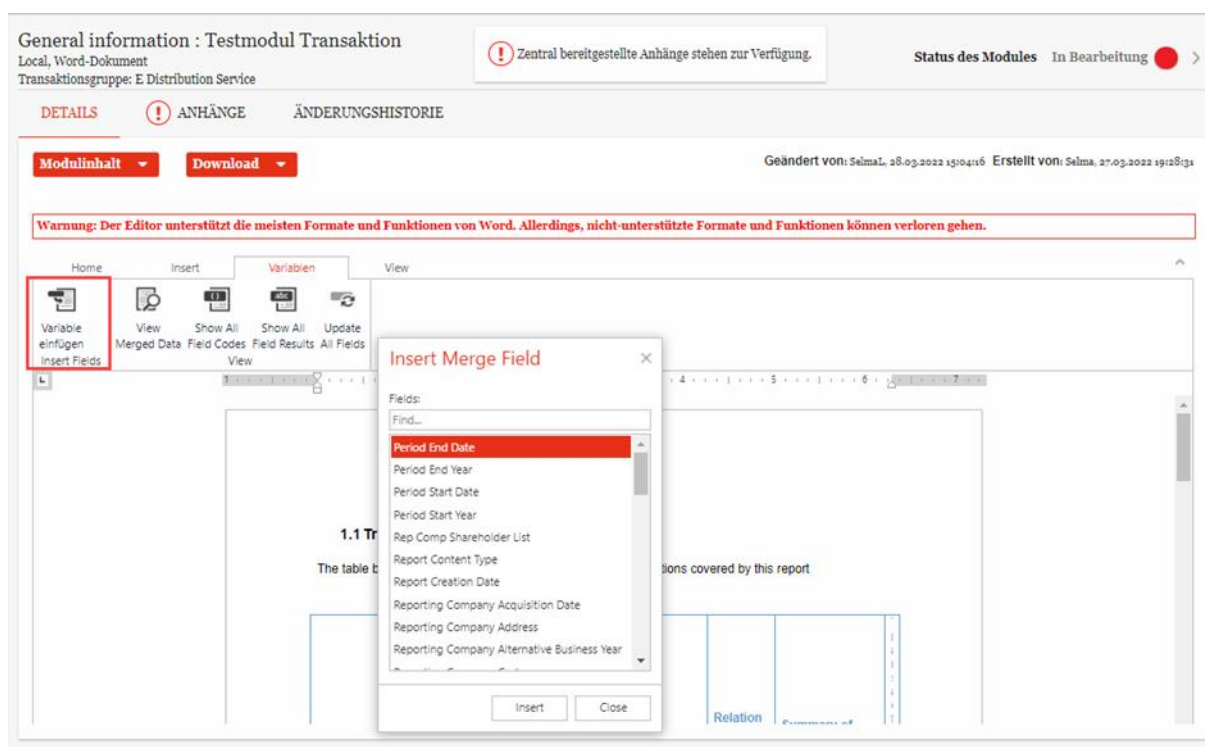 General information : Testmodul Transaktion
Local, Word-Dokument
Transaktionsgruppe: E Distribution Service
Zentral bereitgestellte Anhänge stehen zur Verfügung.
Status des Modules In Bearbeitung
DETAILS ANHÄNGE ÄNDERUNGSHISTORIE
Modulinhalt Download
Geändert von: SelmaL, 28.03.2022 15:04:16 Erstellt von: Selma, 27.03.2022 19:28:31
Warnung: Der Editor unterstützt die meisten Formate und Funktionen von Word. Allerdings, nicht-unterstützte Formate und Funktionen können verloren gehen.
Home Insert Variablen View
Variable einfügen
View Merged Data
Show All Field Codes
Show All Field Results
Update All Fields
Insert Fields View
1 4 5 6 7
Insert Merge Field
Fields:
Find...
Period End Date
Period End Year
Period Start Date
Period Start Year
Rep Comp Shareholder List
Report Content Type
Report Creation Date
Reporting Company Acquisition Date
Reporting Company Address
Reporting Company Alternative Business Year
Insert Close
1.1 Tr
The table b
tions covered by this report
Relation
Summary of